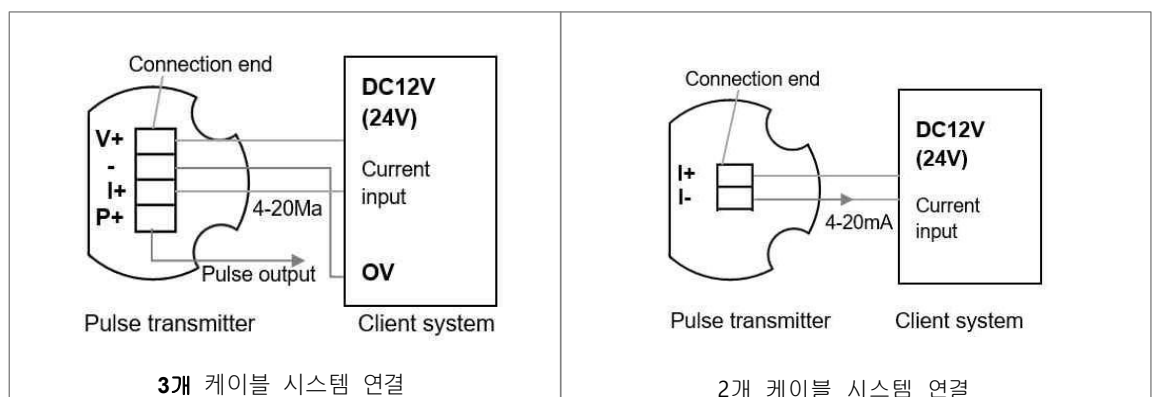 Connection end
DC12V
(24V)
V+
-
I+
P+
Current
input
4-20Ma
Pulse output
OV
Pulse transmitter
Client system
3개 케이블 시스템 연결
Connection end
DC12V
(24V)
I+
I-
Current
input
4-20mA
Pulse transmitter
Client system
2개 케이블 시스템 연결